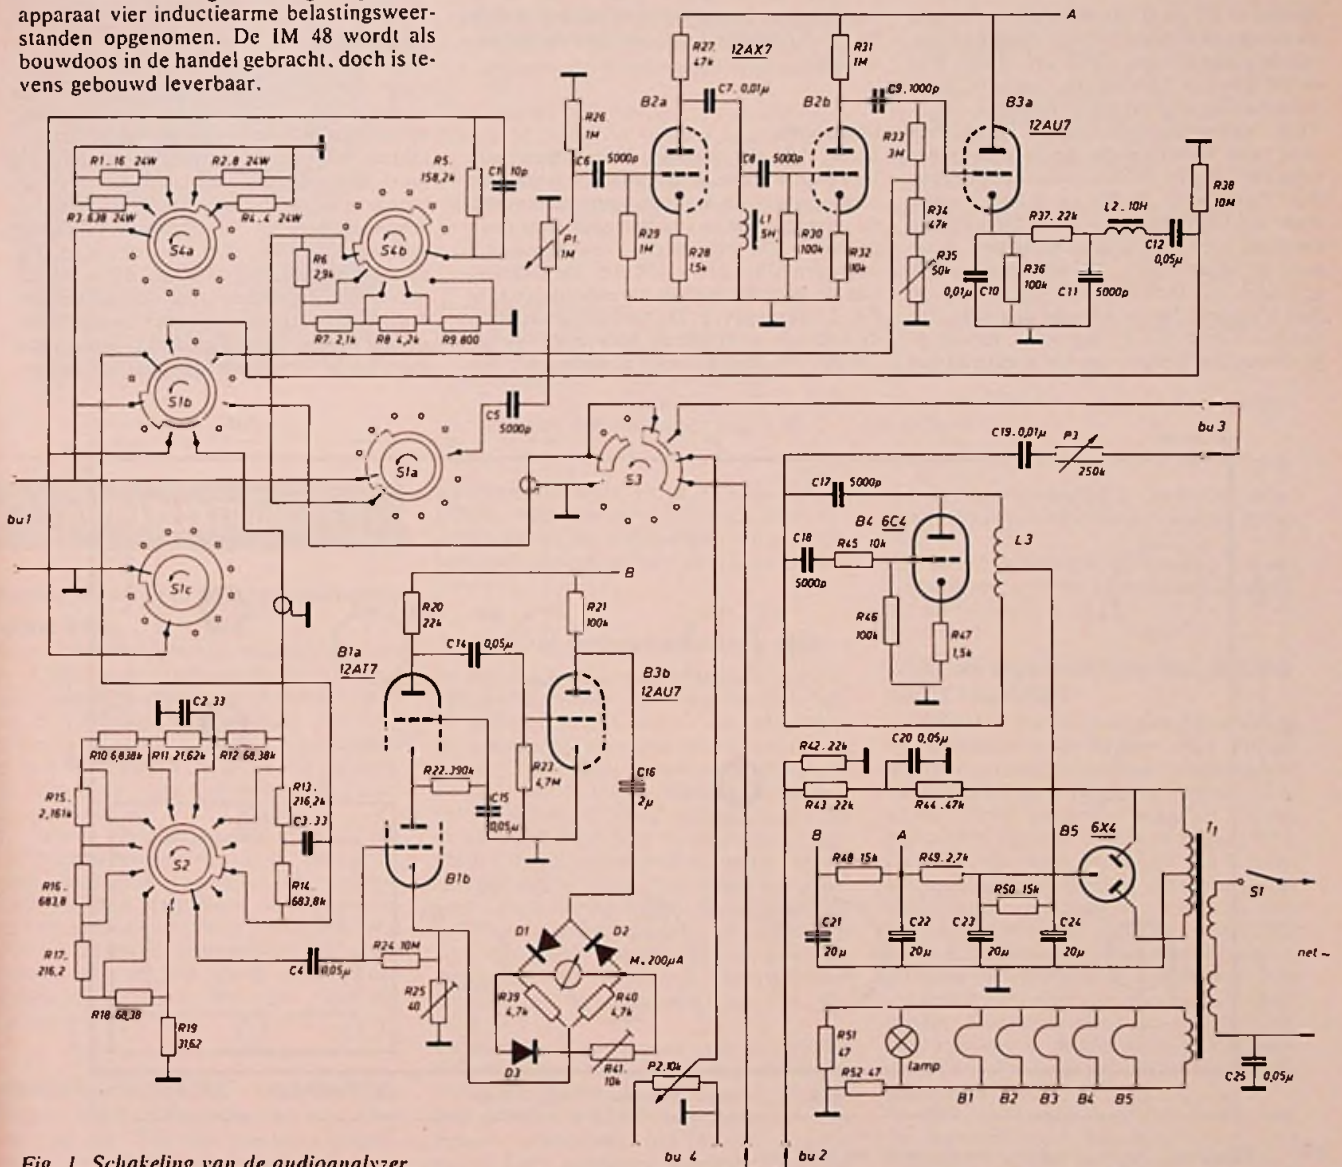 apparaat vier inductiearme belastingsweer-
standen opgenomen. De IM 48 wordt als
bouwdoos in de handel gebracht, doch is te-
vens gebouwd leverbaar.
A
R27.
47k
12AX7
R31
1M
C7. 0,01µ
C9. 1000p
B2a
B2b
B3a
12AU7
R26
1M
R33
3M
R1. 16 24W
R2. 8 24W
R5.
158,2k
C1 10p
C6
5000p
C8
5000p
R3 638 24W
R4. 4 24W
S4a
S4b
R38
10M
P1.
1M
R29
1M
R28
1,5k
L1
5H
R30
100k
R32
10k
R34
47k
R37. 22k
L2. 10H
C12
0,05µ
R6
2,9k
R35
50k
0,01µ
C10
R36
100k
C11
5000p
R7. 2,1k
R8 4,2k
R9. 800
S1b
C5
5000p
bu 3
C19. 0,01µ
P3
250k
S1a
S3
C17
5000p
bu 1
B4 6C4
C18
5000p
R45 10k
L3
S1c
B
R20
22k
R21
100k
R46
100k
R47
1,5k
B1a
12AT7
C14
0,05µ
B3b
12AU7
C2. 33
R10 6,838k
R11 21,62k
R12 68,38k
R42. 22k
C20 0,05µ
R22. 390k
R23.
4,7M
C16
2µ
R15.
2,161k
R13.
216,2k
C15
0,05µ
R43 22k
R44. 47k
C3. 33
B
A
B5 6X4
T1
S2
R48 15k
R49. 2,7k
R16.
683,8
R14
683,8k
B1b
R50 15k
S1
D1
D2
C21
20µ
C22
20µ
C23
20µ
C24
20µ
R17.
216,2
C4
0,05µ
R24 10M
M. 200µA
net ~
R25
40
R39
4,7k
R40
4,7k
R18 68,38
R19
31,62
R51
47
lamp
D3
R41.
10k
P2. 10k
R52 47
C25
0,05µ
B1
B2
B3
B4
B5
bu 4
bu 2
Fig. 1. Schakeling van de audioanalyzer